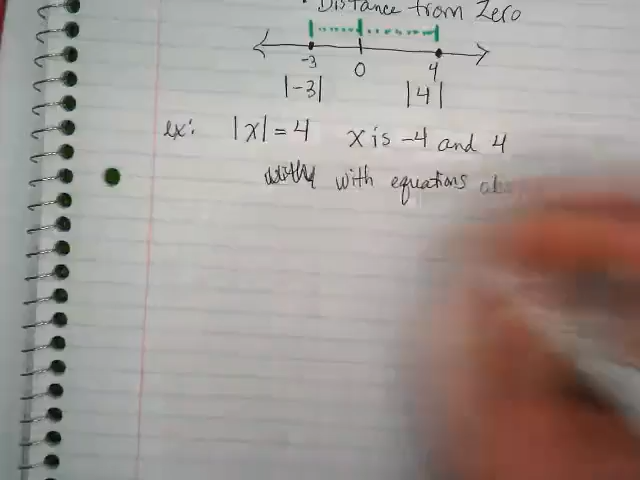 Distance from Zero
-3 0 4
|-3| |4|
ex: |x| = 4 x is -4 and 4
with equations